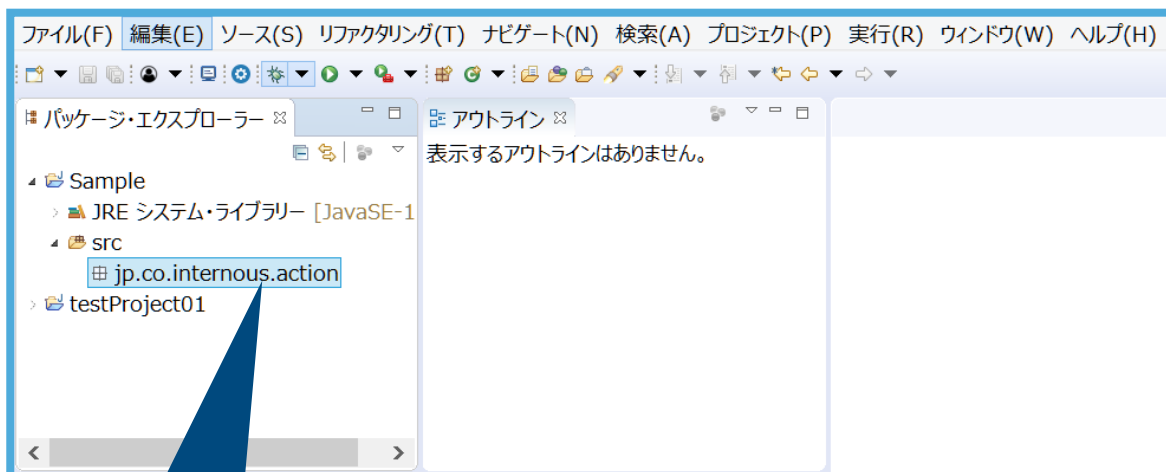 ファイル(F) 編集(E) ソース(S) リファクタリング(T) ナビゲート(N) 検索(A) プロジェクト(P) 実行(R) ウィンドウ(W) ヘルプ(H)
パッケージ・エクスプローラー
アウトライン
表示するアウトラインはありません。
Sample
JRE システム・ライブラリー [JavaSE-1
src
jp.co.internous.action
testProject01